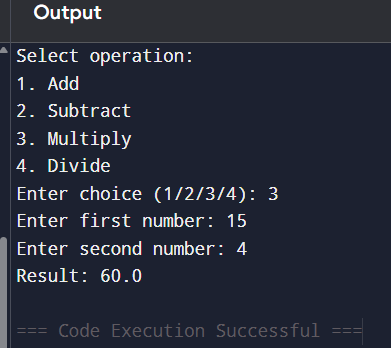 Output
Select operation:
1. Add
2. Subtract
3. Multiply
4. Divide
Enter choice (1/2/3/4): 3
Enter first number: 15
Enter second number: 4
Result: 60.0
=== Code Execution Successful ===